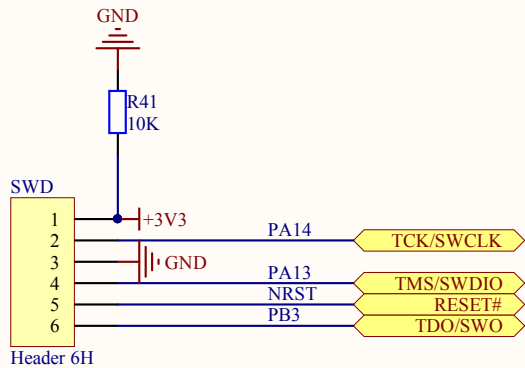 GND
R41
10K
SWD
1
+3V3
2
PA14
TCK/SWCLK
3
GND
4
PA13
TMS/SWDIO
5
NRST
RESET#
6
PB3
TDO/SWO
Header 6H